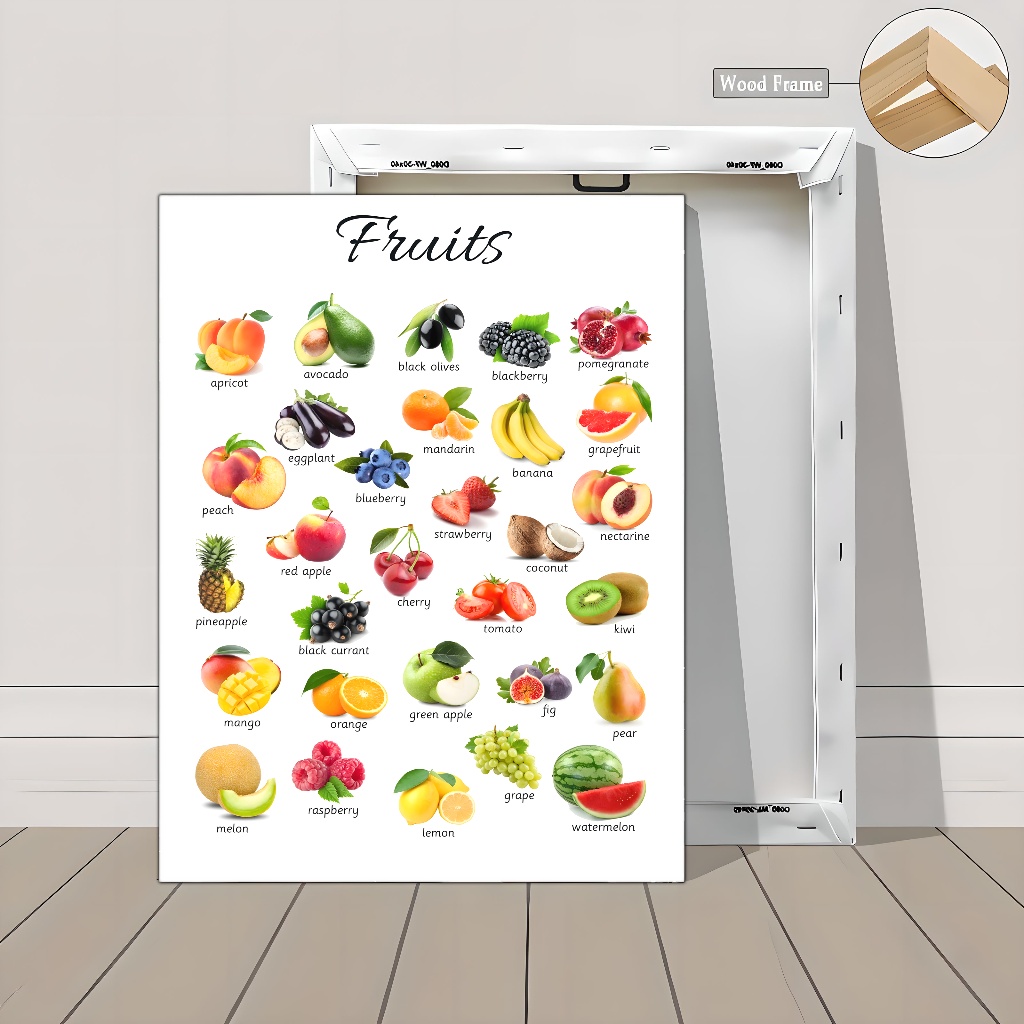 Wood Frame
Fruits
apricot
avocado
black olives
blackberry
pomegranate
eggplant
mandarin
banana
grapefruit
peach
blueberry
strawberry
nectarine
red apple
cherry
coconut
pineapple
black currant
tomato
kiwi
mango
orange
green apple
fig
pear
melon
raspberry
lemon
grape
watermelon